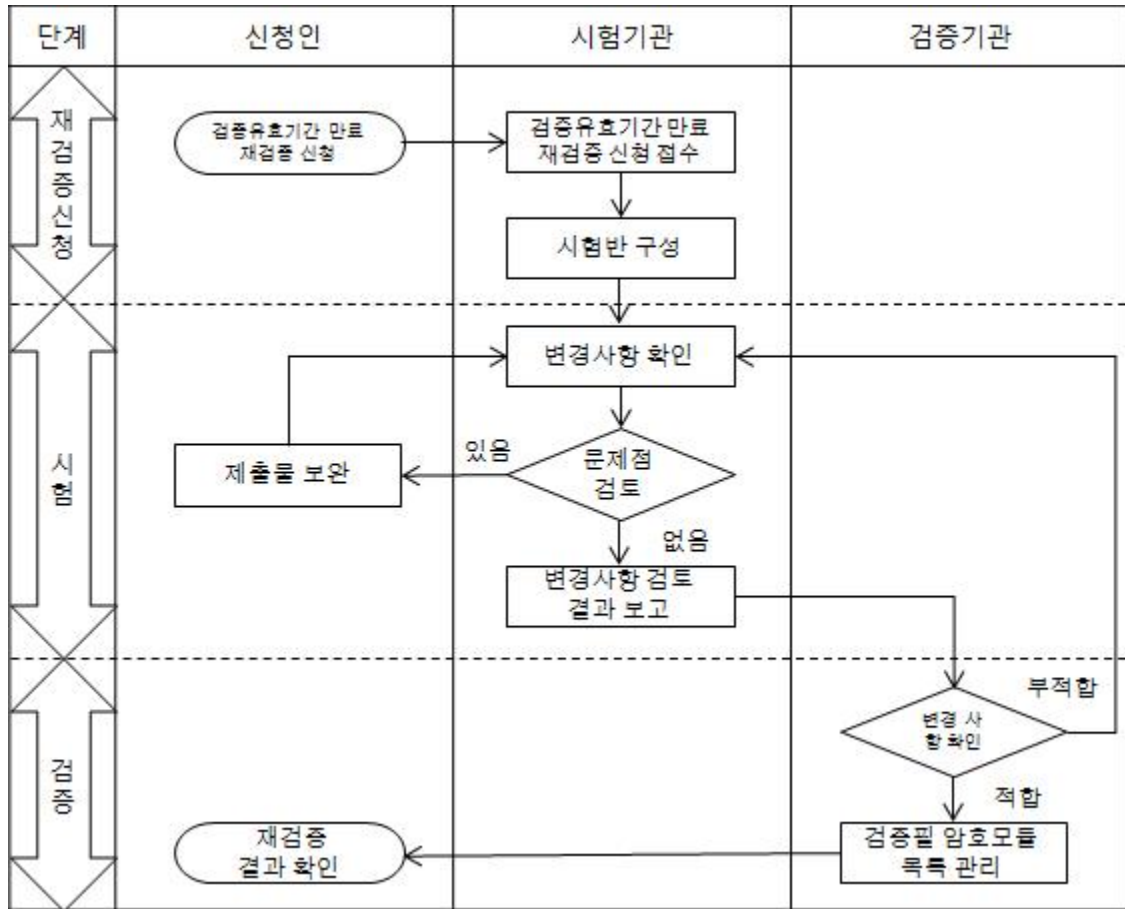 단계
신청인
시험기관
검증기관
재
검
증
신
청
검증유효기간 만료
재검증 신청
검증유효기간 만료
재검증 신청 접수
시험반 구성
변경사항 확인
시
험
제출물 보완
있음
문제점
검토
없음
변경사항 검토
결과 보고
부적합
변경 사
항 확인
검
증
적합
재검증
결과 확인
검증필 암호모듈
목록 관리